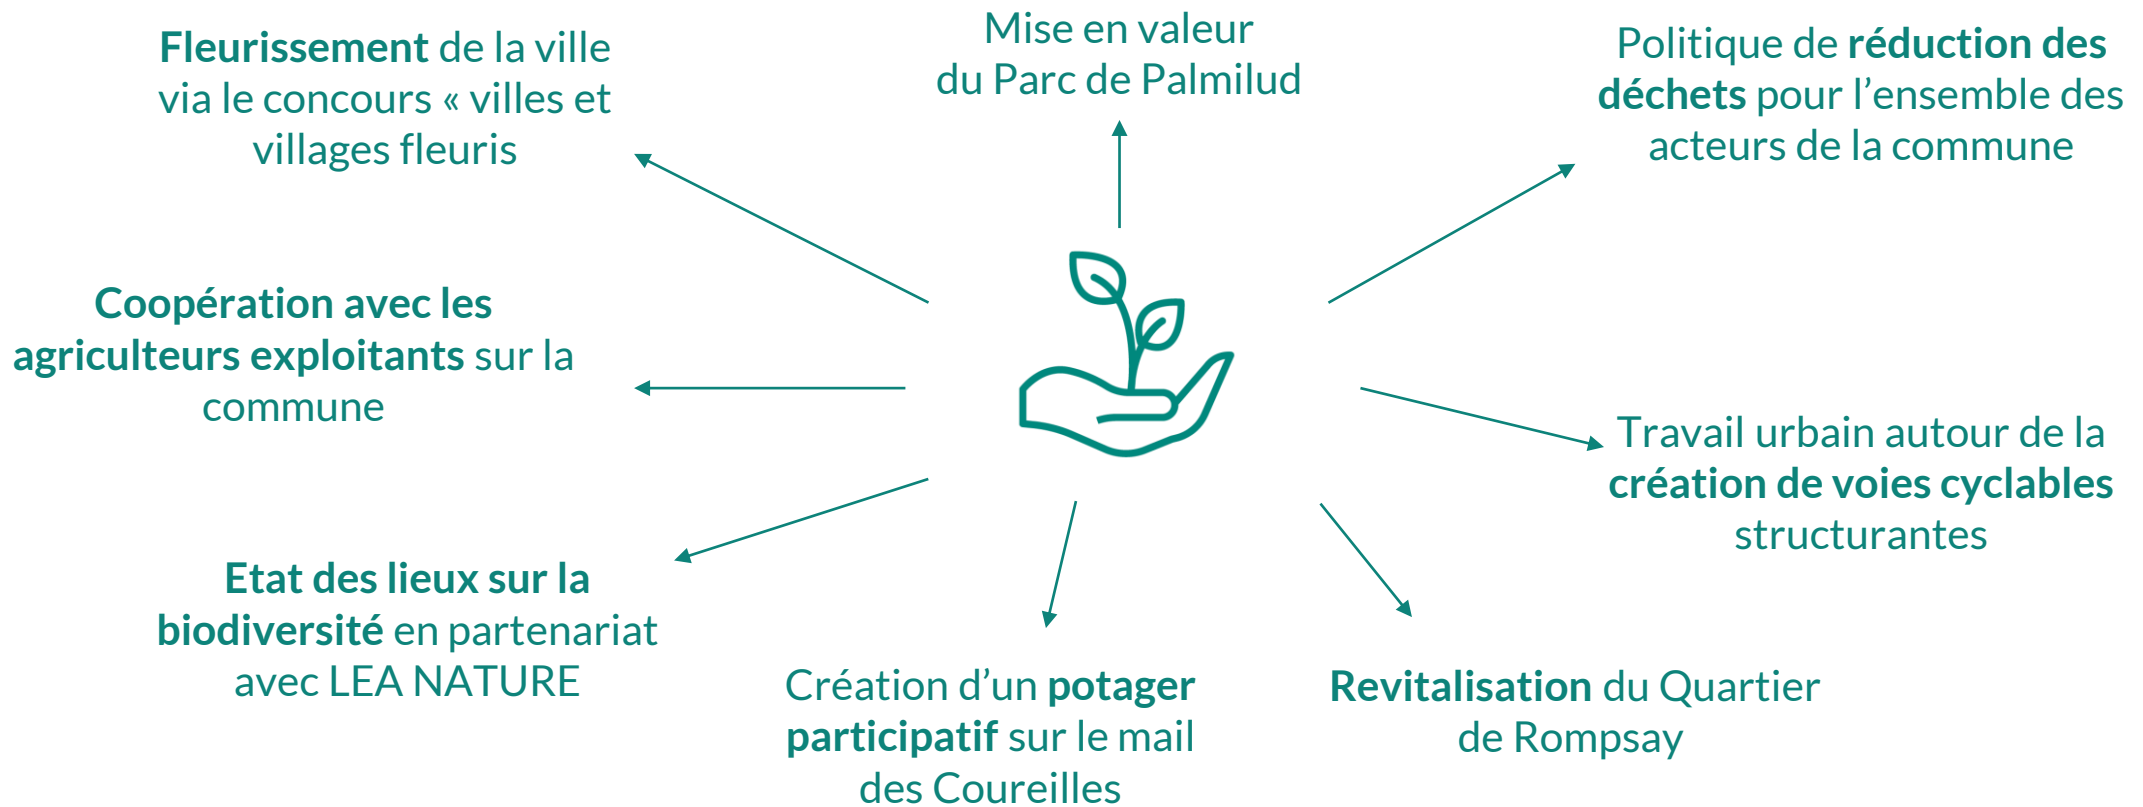 Fleurissement de la ville
via le concours « villes et
villages fleuris
Mise en valeur
du Parc de Palmilud
Politique de réduction des
déchets pour l’ensemble des
acteurs de la commune
Coopération avec les
agriculteurs exploitants sur la
commune
Travail urbain autour de la
création de voies cyclables
structurantes
Etat des lieux sur la
biodiversité en partenariat
avec LEA NATURE
Création d’un potager
participatif sur le mail
des Coureilles
Revitalisation du Quartier
de Rompsay